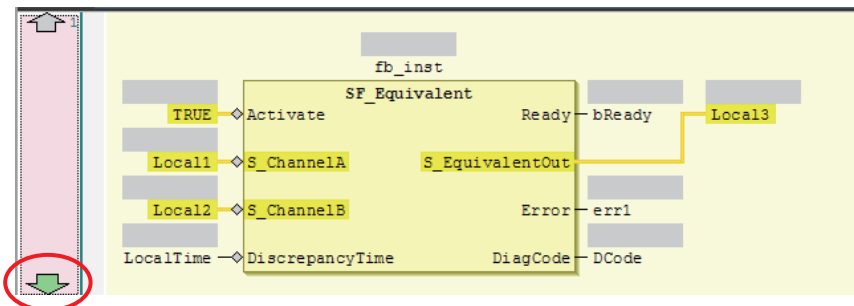 1
fb_inst
SF_Equivalent
TRUE Activate Ready bReady Local3
Local1 S_ChannelA S_EquivalentOut
Local2 S_ChannelB Error err1
LocalTime DiscrepancyTime DiagCode DCode